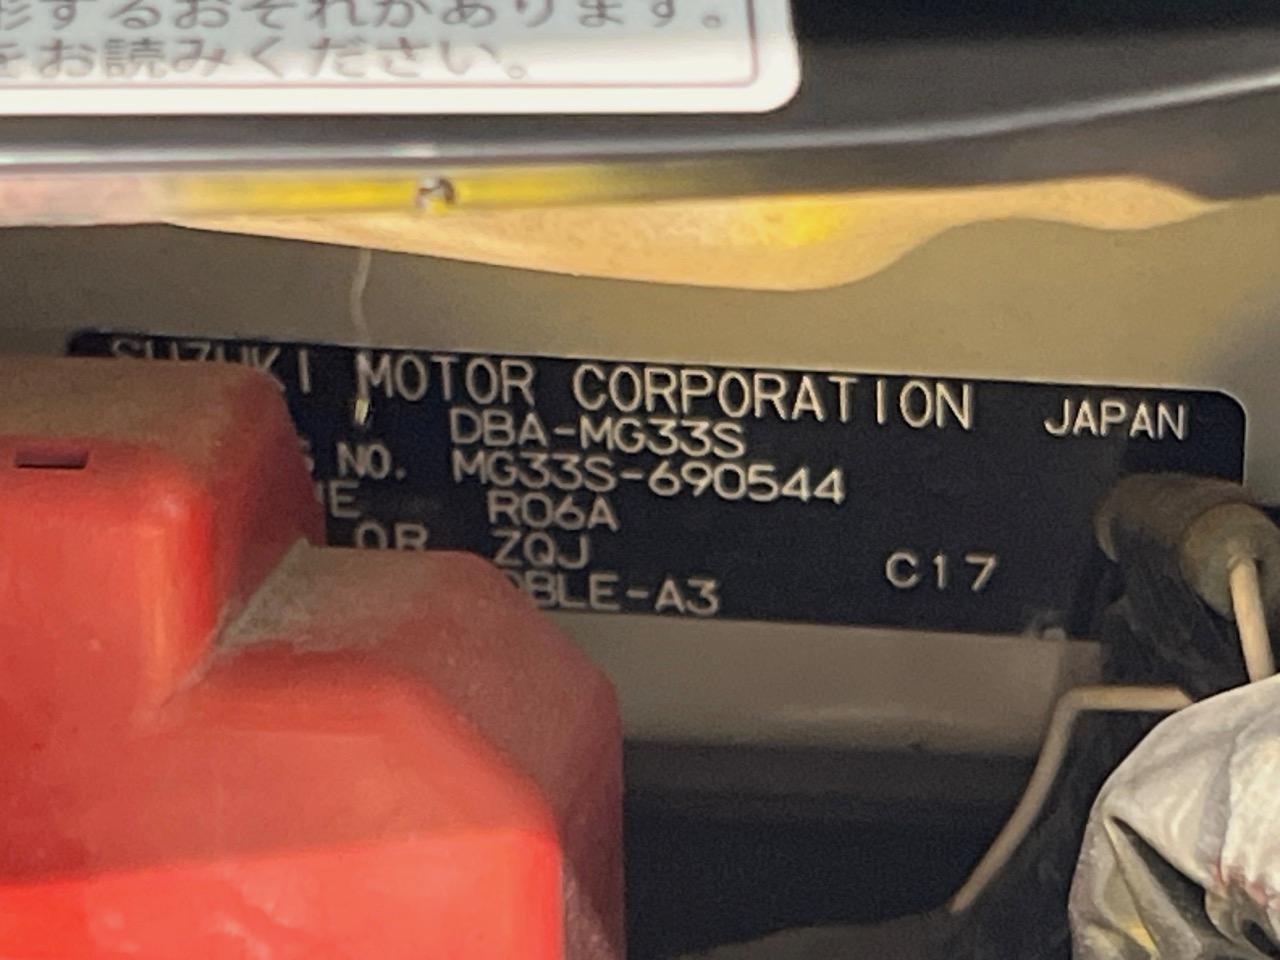 形するおそれがあります。
をお読みください。
SUZUKI MOTOR CORPORATION JAPAN
DBA-MG33S
NO. MG33S-690544
R06A
ZQJ
C17
BLE-A3